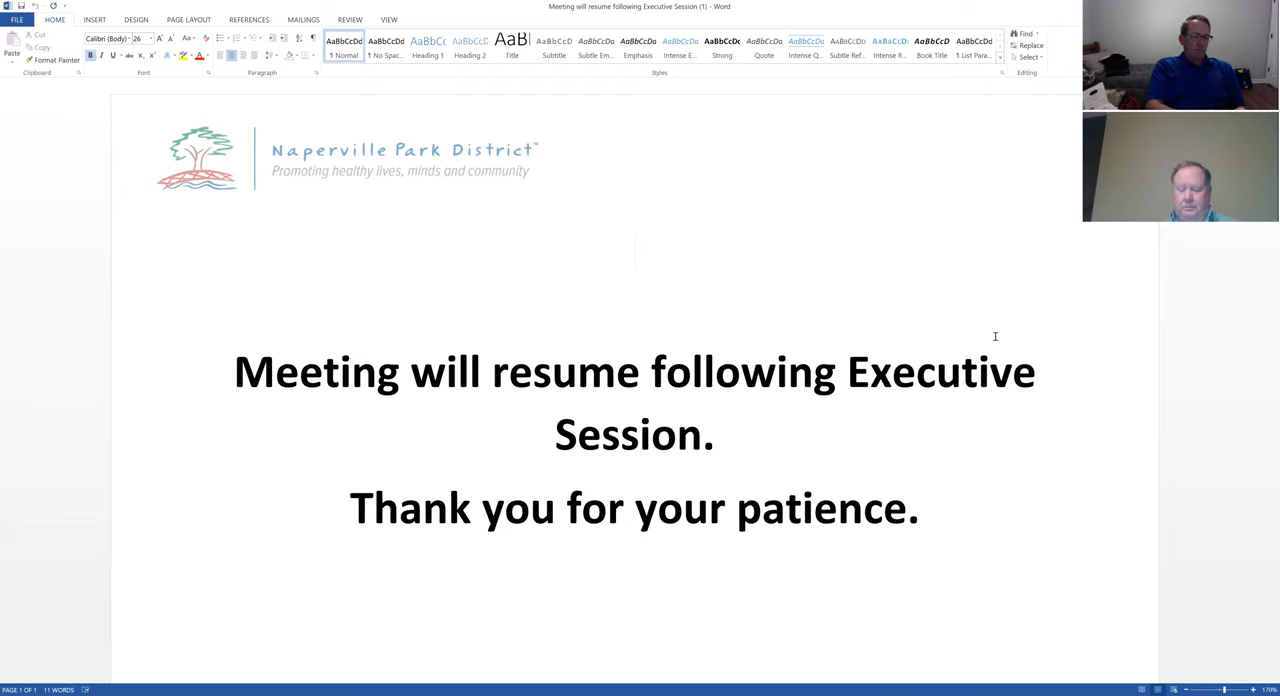 Meeting will resume following Executive Session (1) - Word
FILE HOME INSERT DESIGN PAGE LAYOUT REFERENCES MAILINGS REVIEW VIEW
Paste
Cut
Copy
Format Painter
Calibri (Body) 26
AaBbCcDd AaBbCcDd AaBbCc AaBbCcD AaBl AaBbCcD AaBbCcDd AaBbCcDd AaBbCcDd AaBbCcDd AaBbCcDd AaBbCcDd AaBbCcDd AaBbCcD AaBbCcDd
¶ Normal ¶ No Spac... Heading 1 Heading 2 Title Subtitle Subtle Em... Emphasis Intense E... Strong Quote Intense Q... Subtle Ref... Intense R... Book Title ¶ List Para...
Find
Replace
Select
Clipboard Font Paragraph Styles Editing
Naperville Park District™
Promoting healthy lives, minds and community
Meeting will resume following Executive
Session.
Thank you for your patience.
PAGE 1 OF 1 11 WORDS 170%